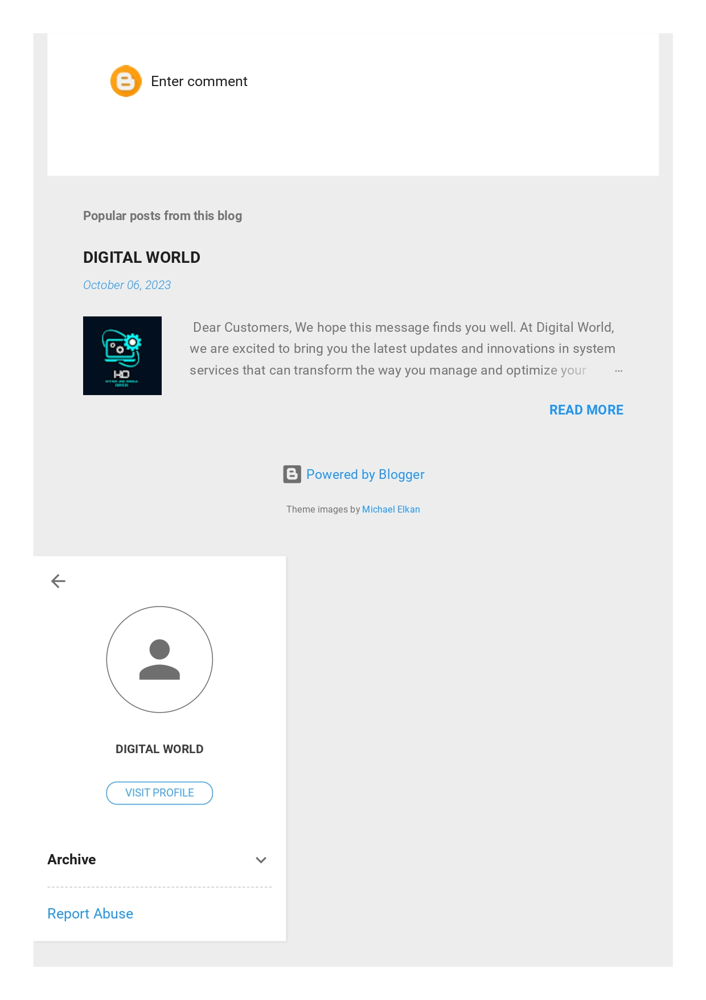 Enter comment
Popular posts from this blog
DIGITAL WORLD
October 06, 2023
Dear Customers, We hope this message finds you well. At Digital World,
we are excited to bring you the latest updates and innovations in system
services that can transform the way you manage and optimize your ...
READ MORE
Powered by Blogger
Theme images by Michael Elkan
DIGITAL WORLD
VISIT PROFILE
Archive
Report Abuse